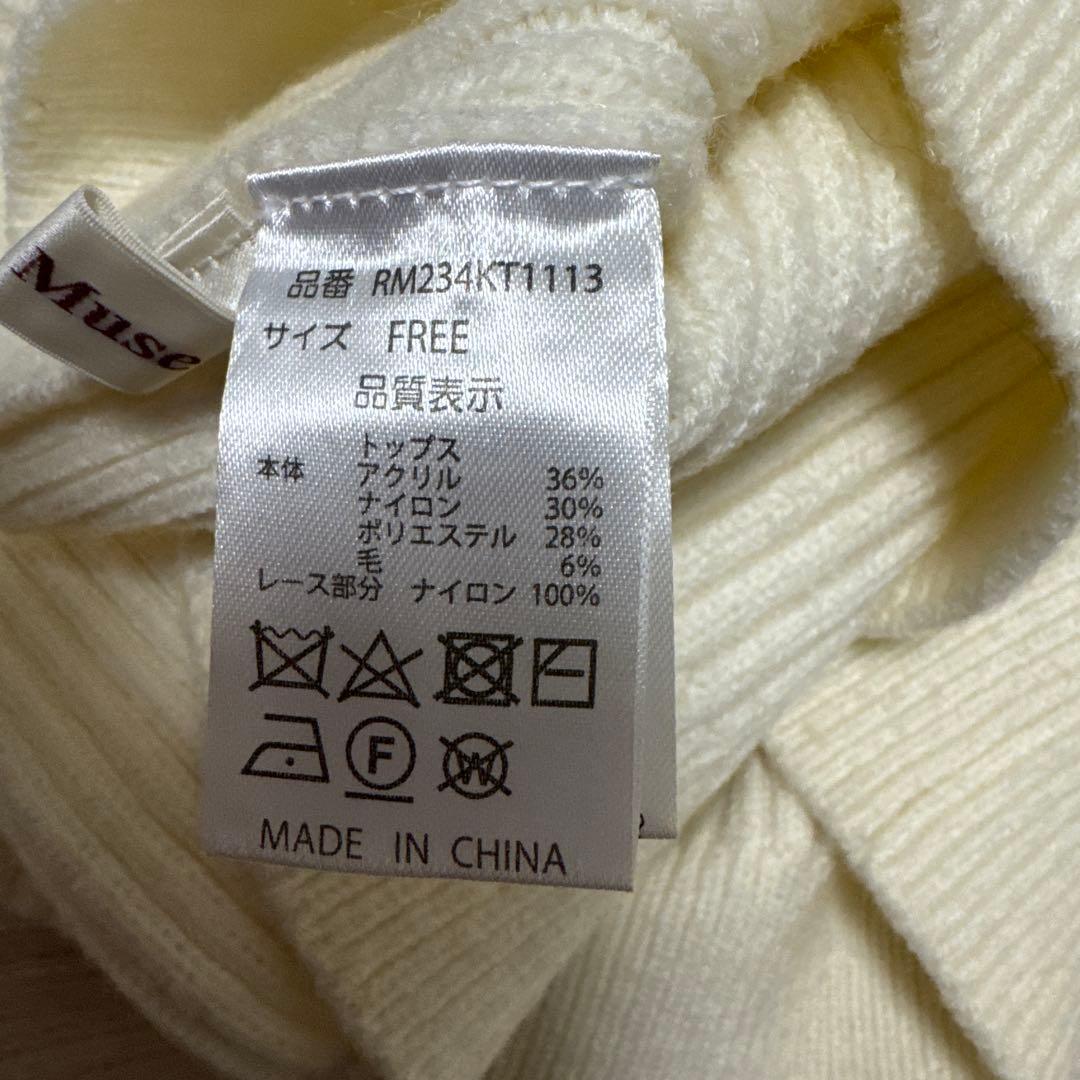 Muse
品番 RM234KT1113
サイズ FREE
品質表示
トップス
本体 アクリル 36%
ナイロン 30%
ポリエステル 28%
毛 6%
レース部分 ナイロン 100%
F W
MADE IN CHINA